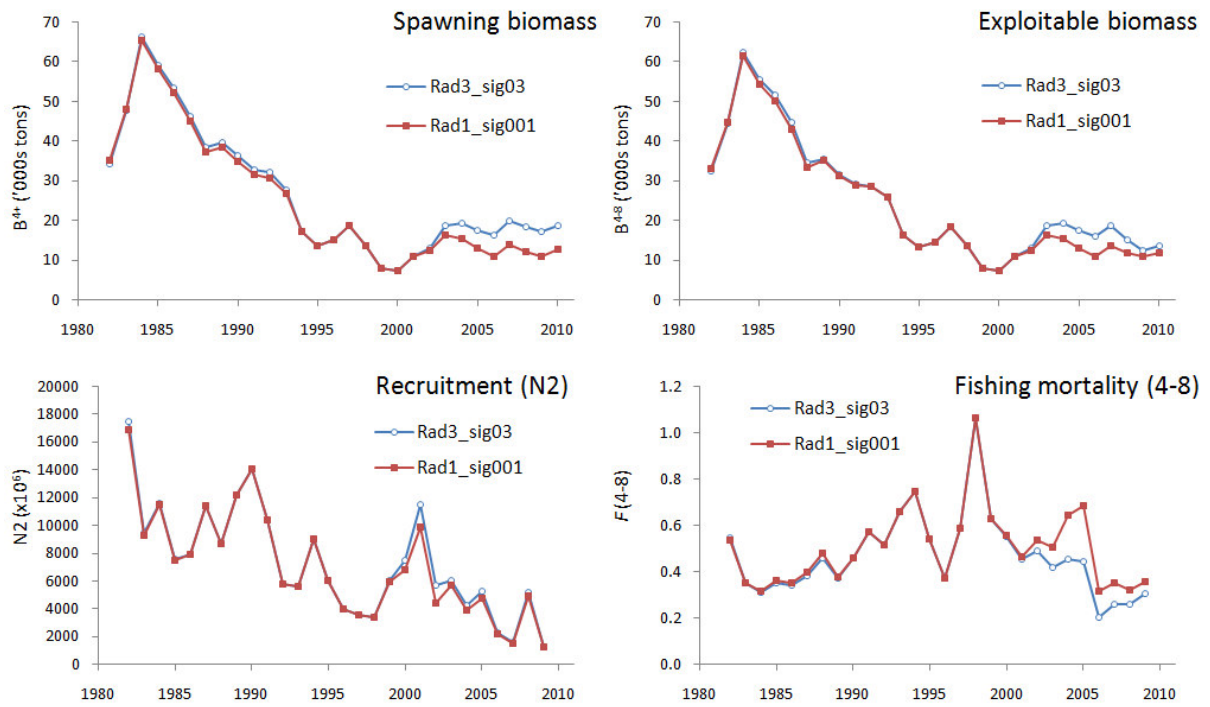 Spawning biomass
70
60
50
40
30
20
10
0
B4+ ('000s tons)
Rad3_sig03
Rad1_sig001
1980 1985 1990 1995 2000 2005 2010
Exploitable biomass
70
60
50
40
30
20
10
0
B4-8 ('000s tons)
Rad3_sig03
Rad1_sig001
1980 1985 1990 1995 2000 2005 2010
Recruitment (N2)
20000
18000
16000
14000
12000
10000
8000
6000
4000
2000
0
N2 (x10⁶)
Rad3_sig03
Rad1_sig001
1980 1985 1990 1995 2000 2005 2010
Fishing mortality (4-8)
1.2
1.0
0.8
0.6
0.4
0.2
0.0
F (4-8)
Rad3_sig03
Rad1_sig001
1980 1985 1990 1995 2000 2005 2010